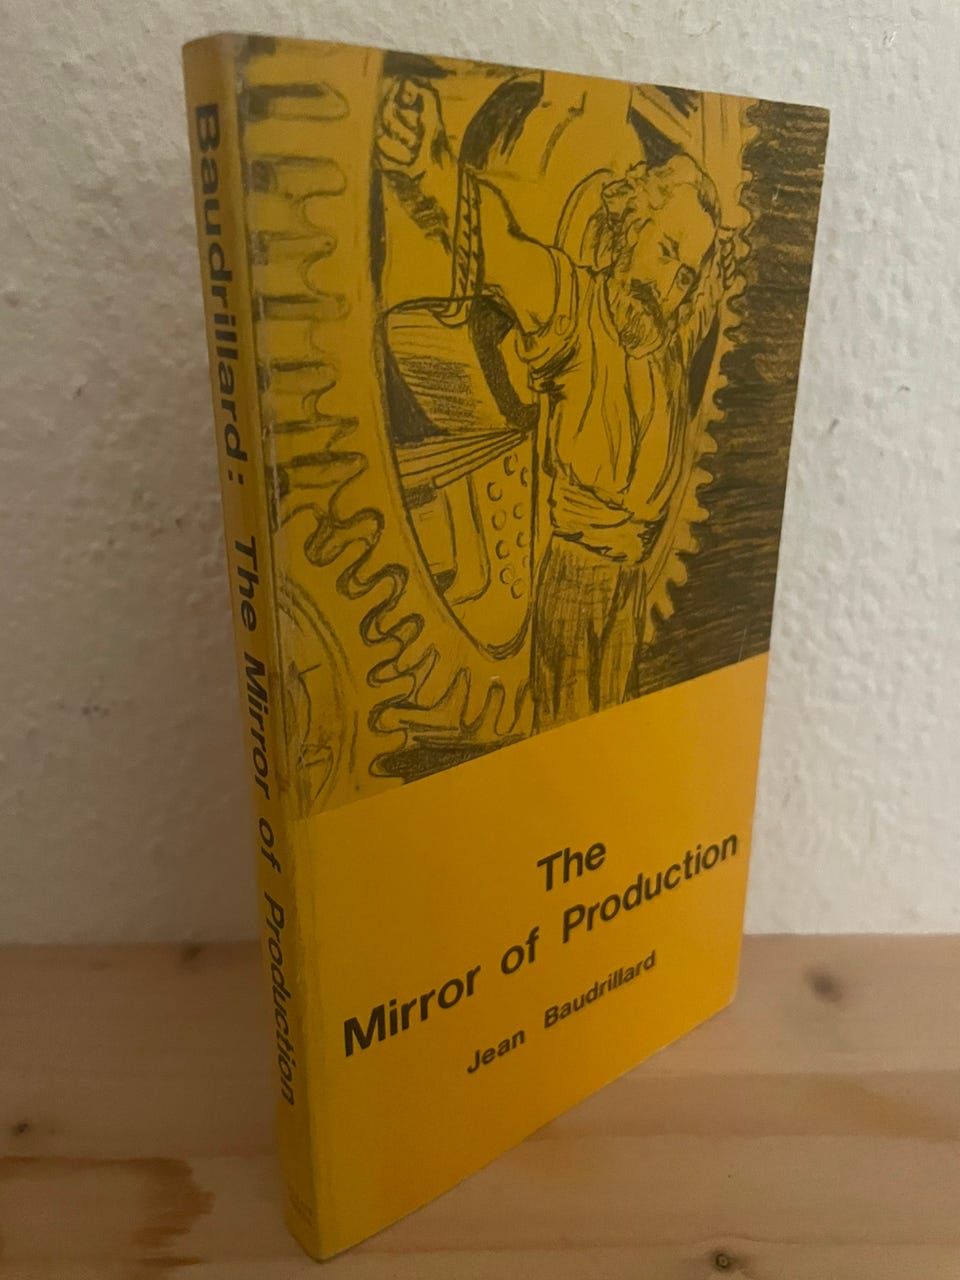 Baudrillard: The Mirror of Production
The
Mirror of Production
Jean Baudrillard